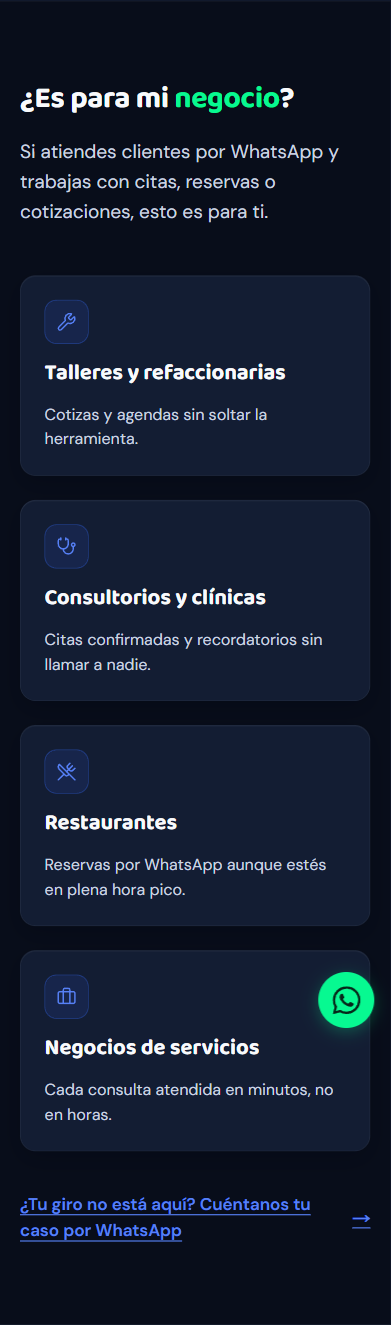 ¿Es para mi negocio?
Si atiendes clientes por WhatsApp y
trabajas con citas, reservas o
cotizaciones, esto es para ti.
Talleres y refaccionarias
Cotizas y agendas sin soltar la
herramienta.
Consultorios y clínicas
Citas confirmadas y recordatorios sin
llamar a nadie.
Restaurantes
Reservas por WhatsApp aunque estés
en plena hora pico.
Negocios de servicios
Cada consulta atendida en minutos, no
en horas.
¿Tu giro no está aquí? Cuéntanos tu
caso por WhatsApp →